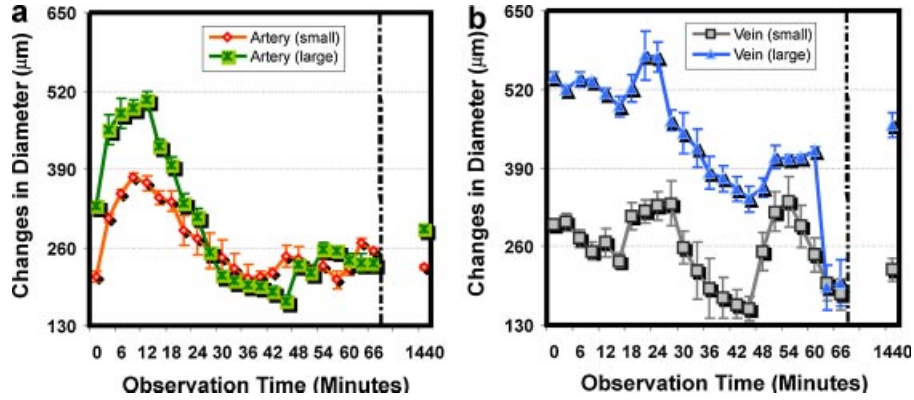 a
Changes in Diameter (μm)
650
520
390
260
130
Artery (small)
Artery (large)
0 6 12 18 24 30 36 42 48 54 60 66 1440
Observation Time (Minutes)
b
Changes in Diameter (μm)
650
520
390
260
130
Vein (small)
Vein (large)
0 6 12 18 24 30 36 42 48 54 66 1440
Observation Time (Minutes)